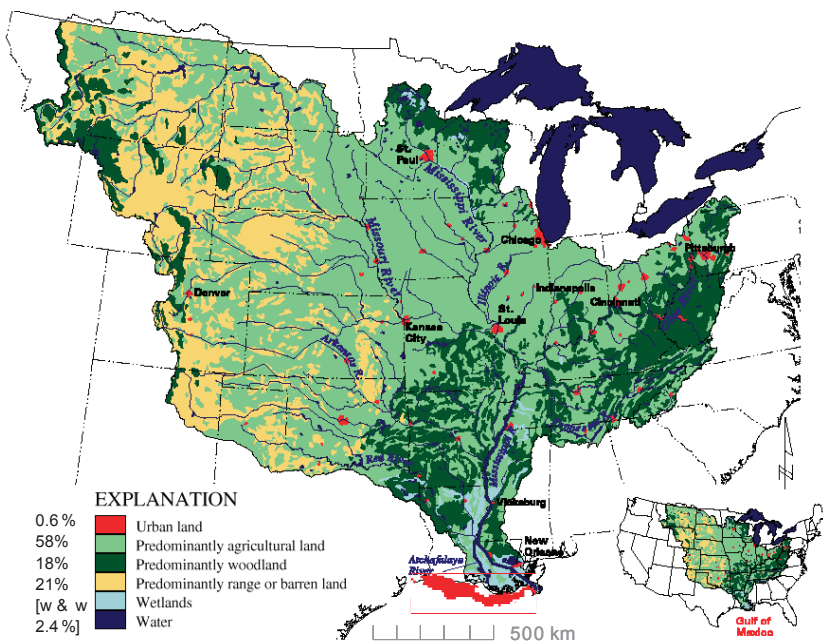 St.
Paul
Mississippi River
Chicago
Pittsburgh
Missouri River
Illinois R.
Indianapolis
Denver
Cincinnati
St.
Louis
Kansas
City
Arkansas R.
Tennessee R.
Mississippi R.
Red River
Vicksburg
New
Orleans
Atchafalaya
River
EXPLANATION
0.6 % Urban land
58% Predominantly agricultural land
18% Predominantly woodland
21% Predominantly range or barren land
[w & w Wetlands
2.4 %] Water
500 km
Gulf of
Mexico